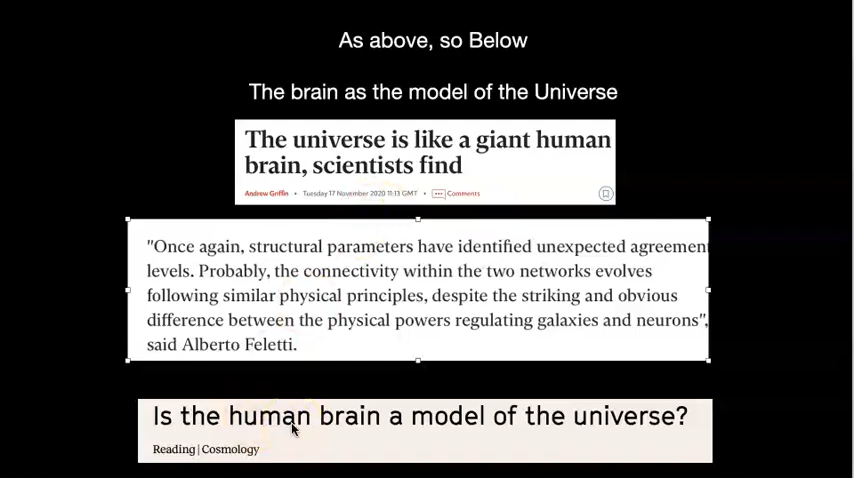 As above, so Below
The brain as the model of the Universe
The universe is like a giant human
brain, scientists find
Andrew Griffin • Tuesday 17 November 2020 11:13 GMT • Comments
"Once again, structural parameters have identified unexpected agreement
levels. Probably, the connectivity within the two networks evolves
following similar physical principles, despite the striking and obvious
difference between the physical powers regulating galaxies and neurons",
said Alberto Feletti.
Is the human brain a model of the universe?
Reading | Cosmology